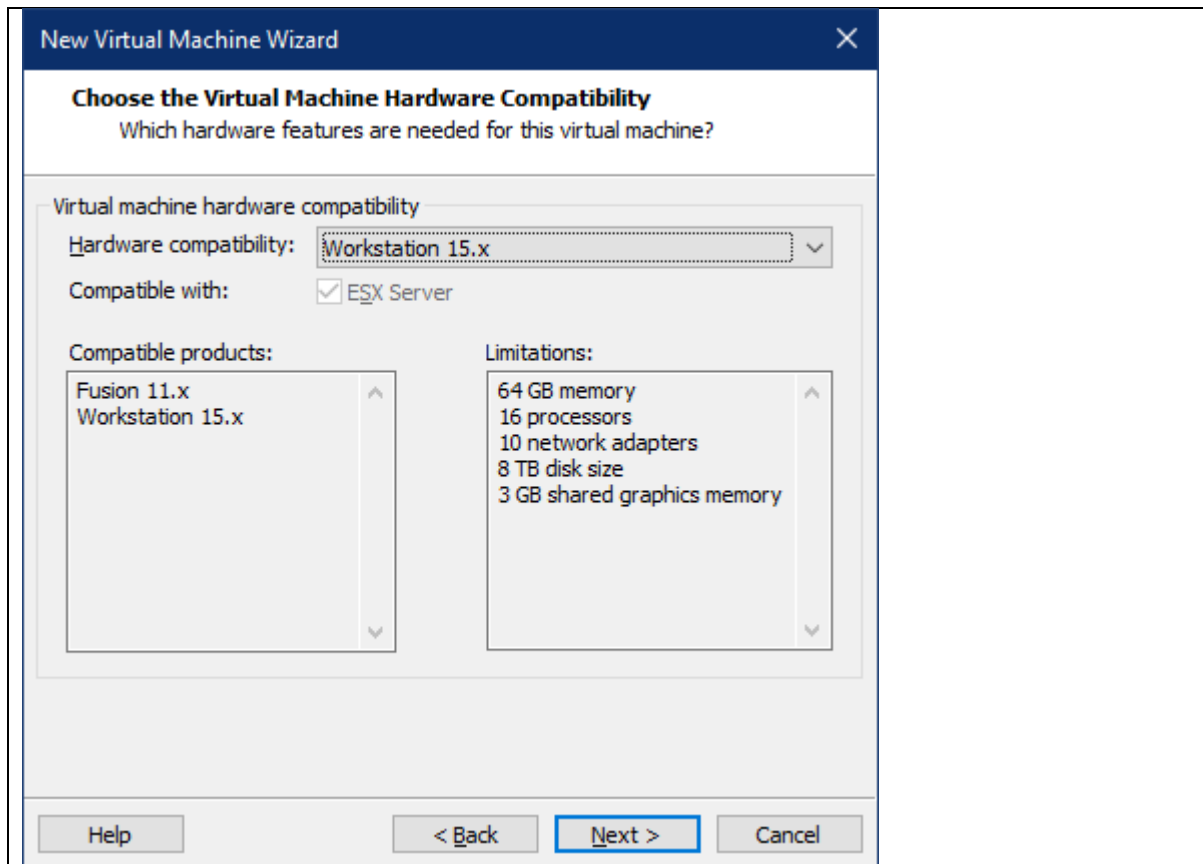 New Virtual Machine Wizard
Choose the Virtual Machine Hardware Compatibility
Which hardware features are needed for this virtual machine?
Virtual machine hardware compatibility
Hardware compatibility: Workstation 15.x
Compatible with: ESX Server
Compatible products:
Fusion 11.x
Workstation 15.x
Limitations:
64 GB memory
16 processors
10 network adapters
8 TB disk size
3 GB shared graphics memory
Help < Back Next > Cancel